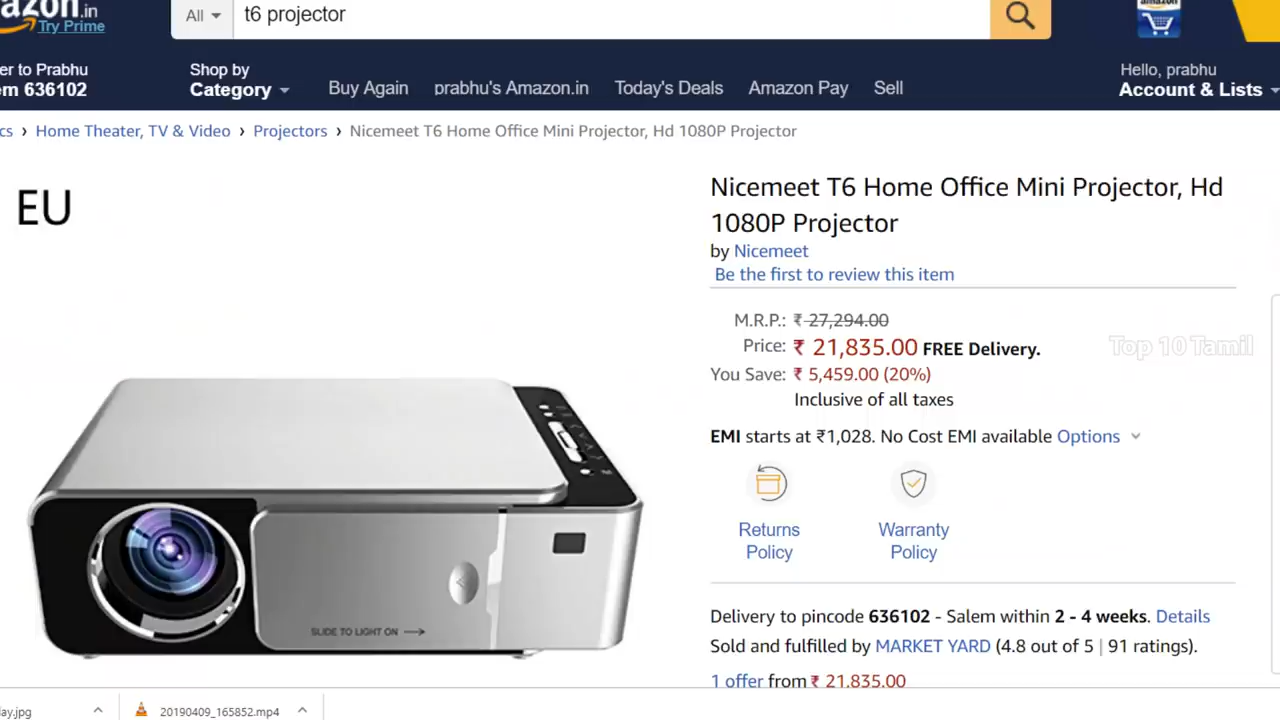 azon.in
Try Prime
All
t6 projector
er to Prabhu
em 636102
Shop by
Category
Buy Again
prabhu's Amazon.in
Today's Deals
Amazon Pay
Sell
Hello, prabhu
Account & Lists
cs › Home Theater, TV & Video › Projectors › Nicemeet T6 Home Office Mini Projector, Hd 1080P Projector
EU
SLIDE TO LIGHT ON
Nicemeet T6 Home Office Mini Projector, Hd
1080P Projector
by Nicemeet
Be the first to review this item
M.R.P.: ₹ 27,294.00
Price: ₹ 21,835.00 FREE Delivery.
You Save: ₹ 5,459.00 (20%)
Inclusive of all taxes
Top 10 Tamil
EMI starts at ₹1,028. No Cost EMI available Options
Returns
Policy
Warranty
Policy
Delivery to pincode 636102 - Salem within 2 - 4 weeks. Details
Sold and fulfilled by MARKET YARD (4.8 out of 5 | 91 ratings).
1 offer from ₹ 21,835.00
lay.jpg
20190409_165852.mp4